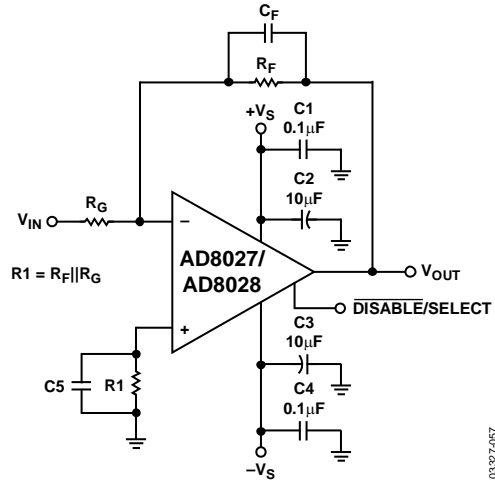 CF
RF
+VS
C1
0.1μF
C2
10μF
RG
VIN
−
AD8027/
AD8028
VOUT
R1 = RF||RG
DISABLE/SELECT
+
C3
10μF
C5
R1
C4
0.1μF
−VS
03327-057